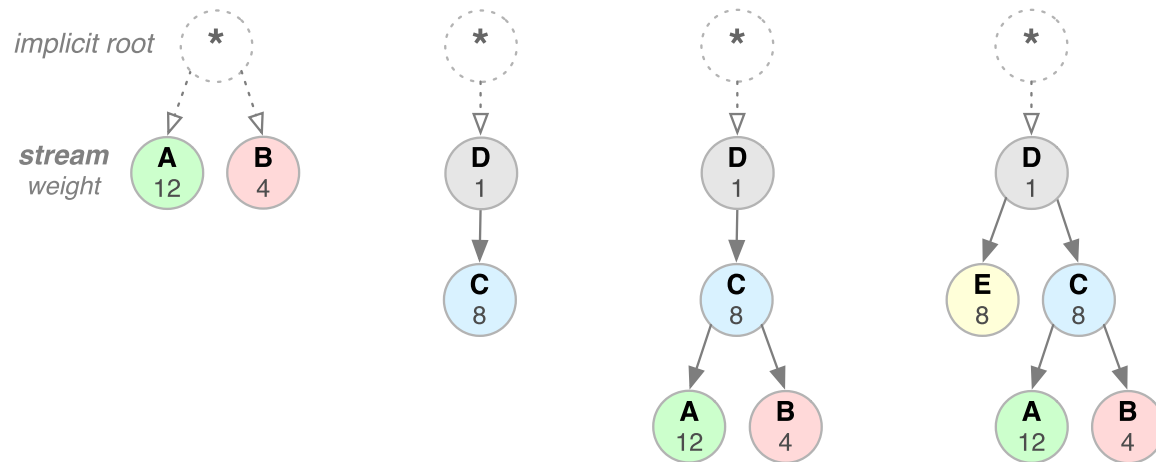 implicit root * * * *
stream A B D D D
weight 12 4 1 1 1
C C E C
8 8 8 8
A B A B
12 4 12 4